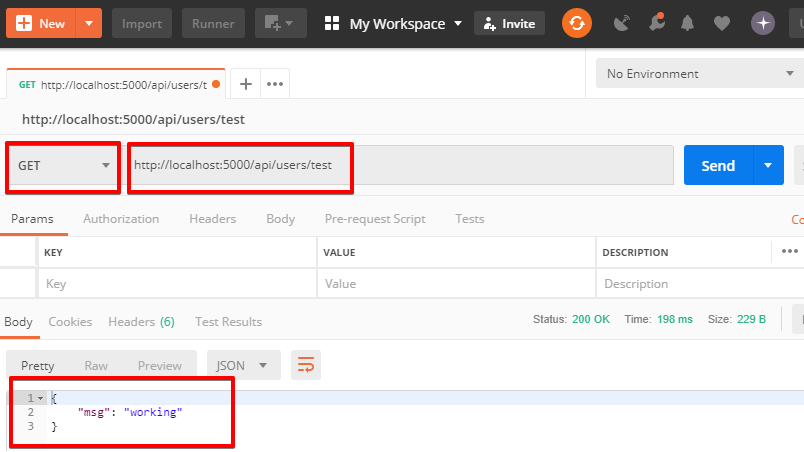 New Import Runner My Workspace Invite
GET http://localhost:5000/api/users/t No Environment
http://localhost:5000/api/users/test
GET http://localhost:5000/api/users/test Send
Params Authorization Headers Body Pre-request Script Tests Co
KEY VALUE DESCRIPTION
Key Value Description
Body Cookies Headers (6) Test Results Status: 200 OK Time: 198 ms Size: 229 B
Pretty Raw Preview JSON
1 {
2 "msg": "working"
3 }